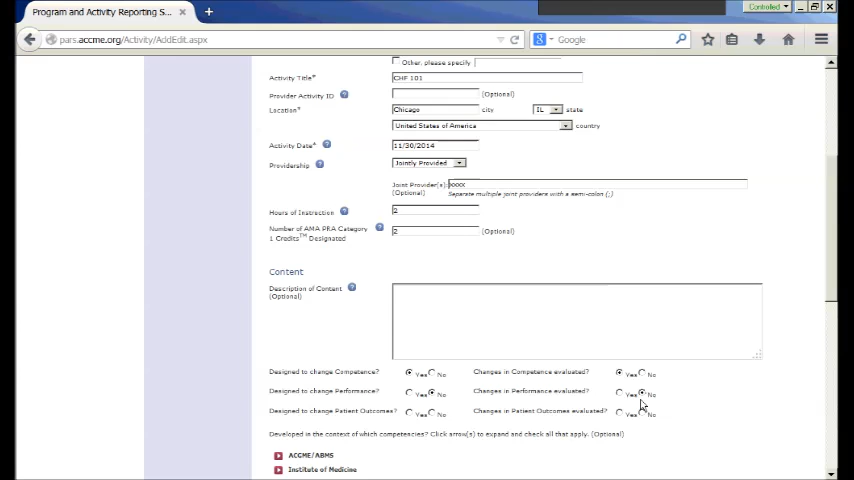 Program and Activity Reporting S...
Controlled
pars.accme.org/Activity/AddEdit.aspx
Google
Other, please specify
Activity Title* CHF 101
Provider Activity ID (Optional)
Location* Chicago city IL state
United States of America country
Activity Date* 11/30/2014
Providership Jointly Provided
Joint Provider(s): xxxx
(Optional) Separate multiple joint providers with a semi-colon (;)
Hours of Instruction 2
Number of AMA PRA Category 2 (Optional)
1 Credits™ Designated
Content
Description of Content
(Optional)
Designed to change Competence? Yes No Changes in Competence evaluated? Yes No
Designed to change Performance? Yes No Changes in Performance evaluated? Yes No
Designed to change Patient Outcomes? Yes No Changes in Patient Outcomes evaluated? Yes No
Developed in the context of which competencies? Click arrow(s) to expand and check all that apply. (Optional)
ACGME/ABMS
Institute of Medicine